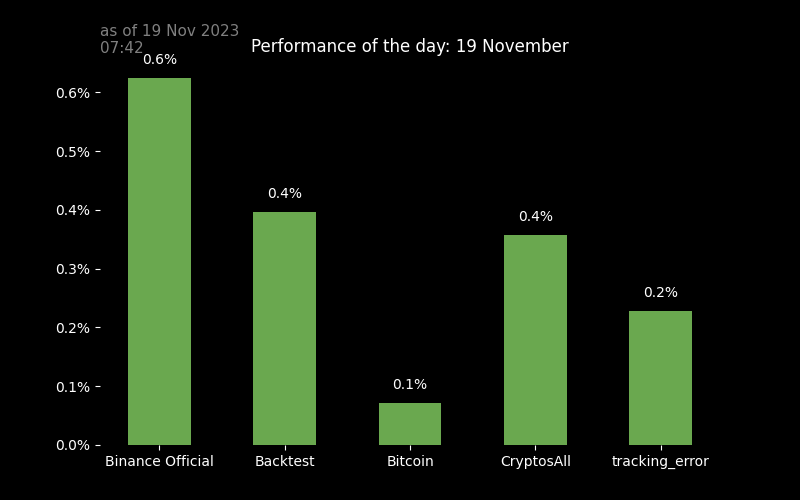 as of 19 Nov 2023
07:42
Performance of the day: 19 November
0.6%
0.4%
0.1%
0.4%
0.2%
0.6%
0.5%
0.4%
0.3%
0.2%
0.1%
0.0%
Binance Official
Backtest
Bitcoin
CryptosAll
tracking_error